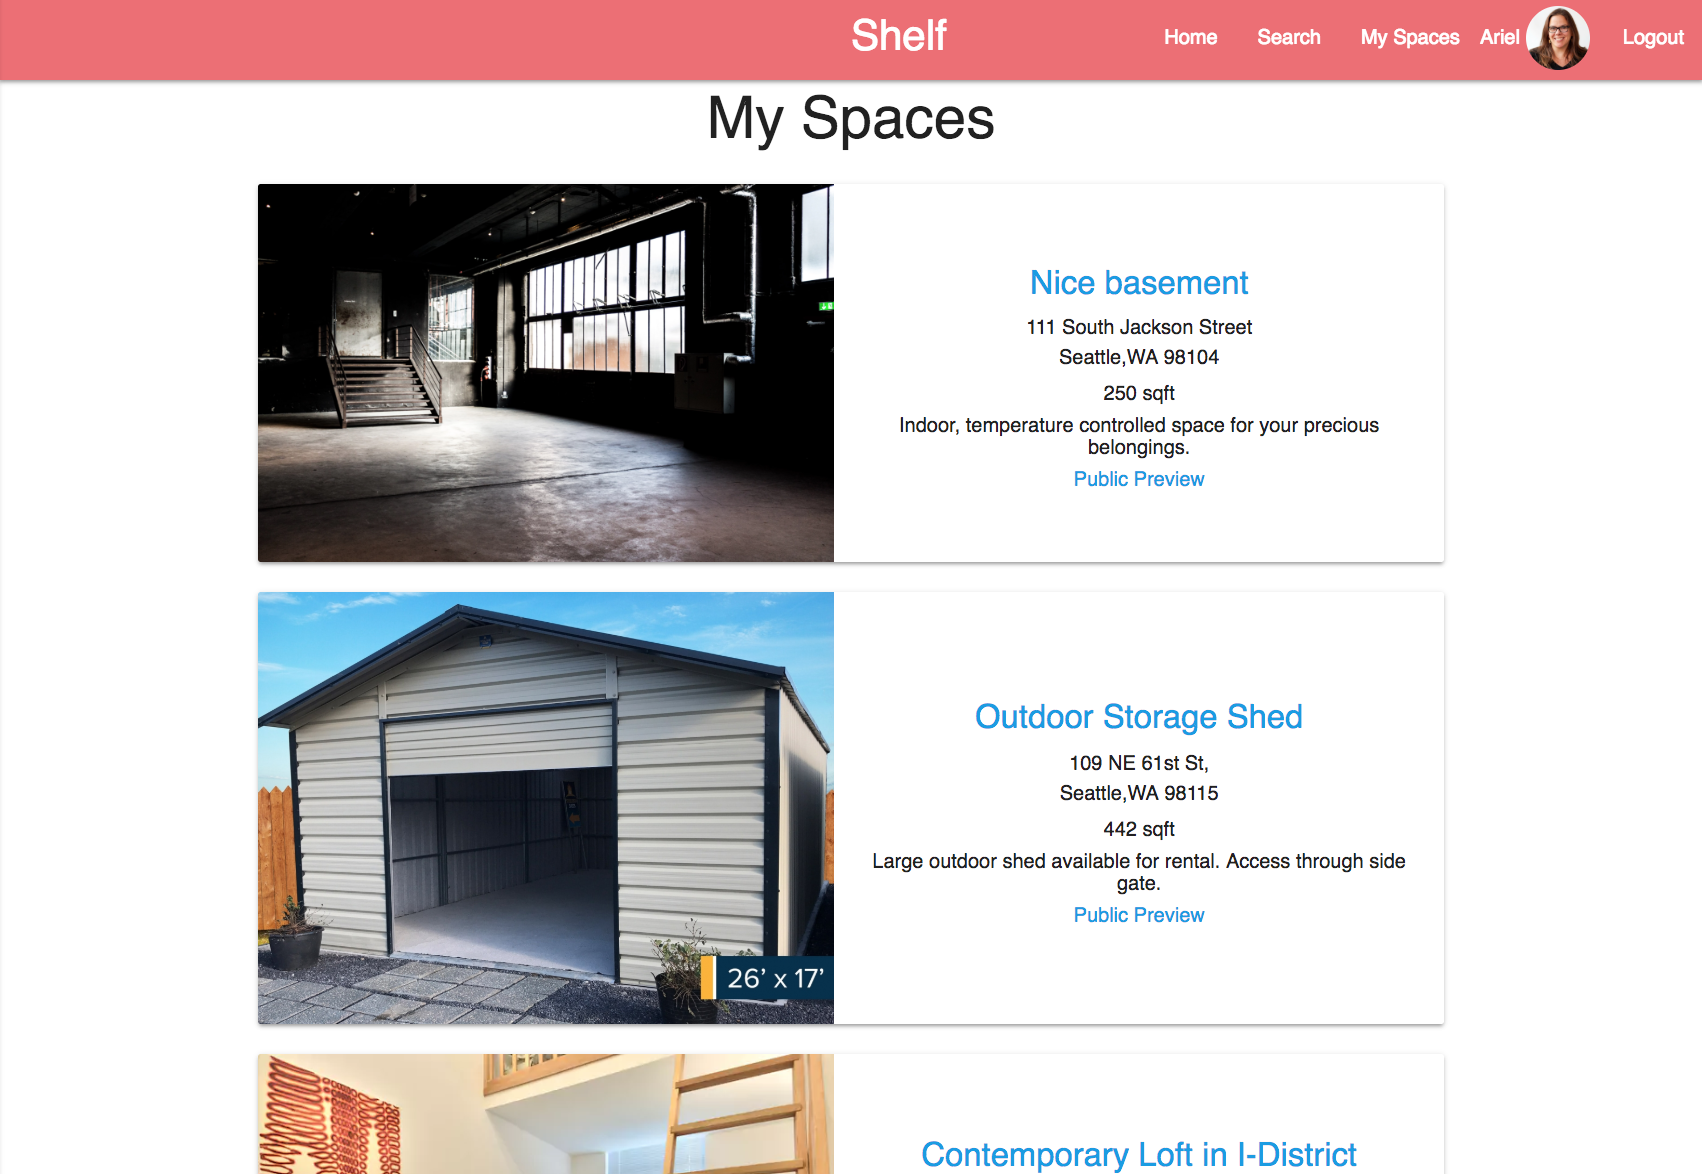 Shelf
Home Search My Spaces Ariel Logout
My Spaces
Nice basement
111 South Jackson Street
Seattle,WA 98104
250 sqft
Indoor, temperature controlled space for your precious
belongings.
Public Preview
Outdoor Storage Shed
109 NE 61st St,
Seattle,WA 98115
442 sqft
Large outdoor shed available for rental. Access through side
gate.
Public Preview
26’ x 17’
Contemporary Loft in I-District